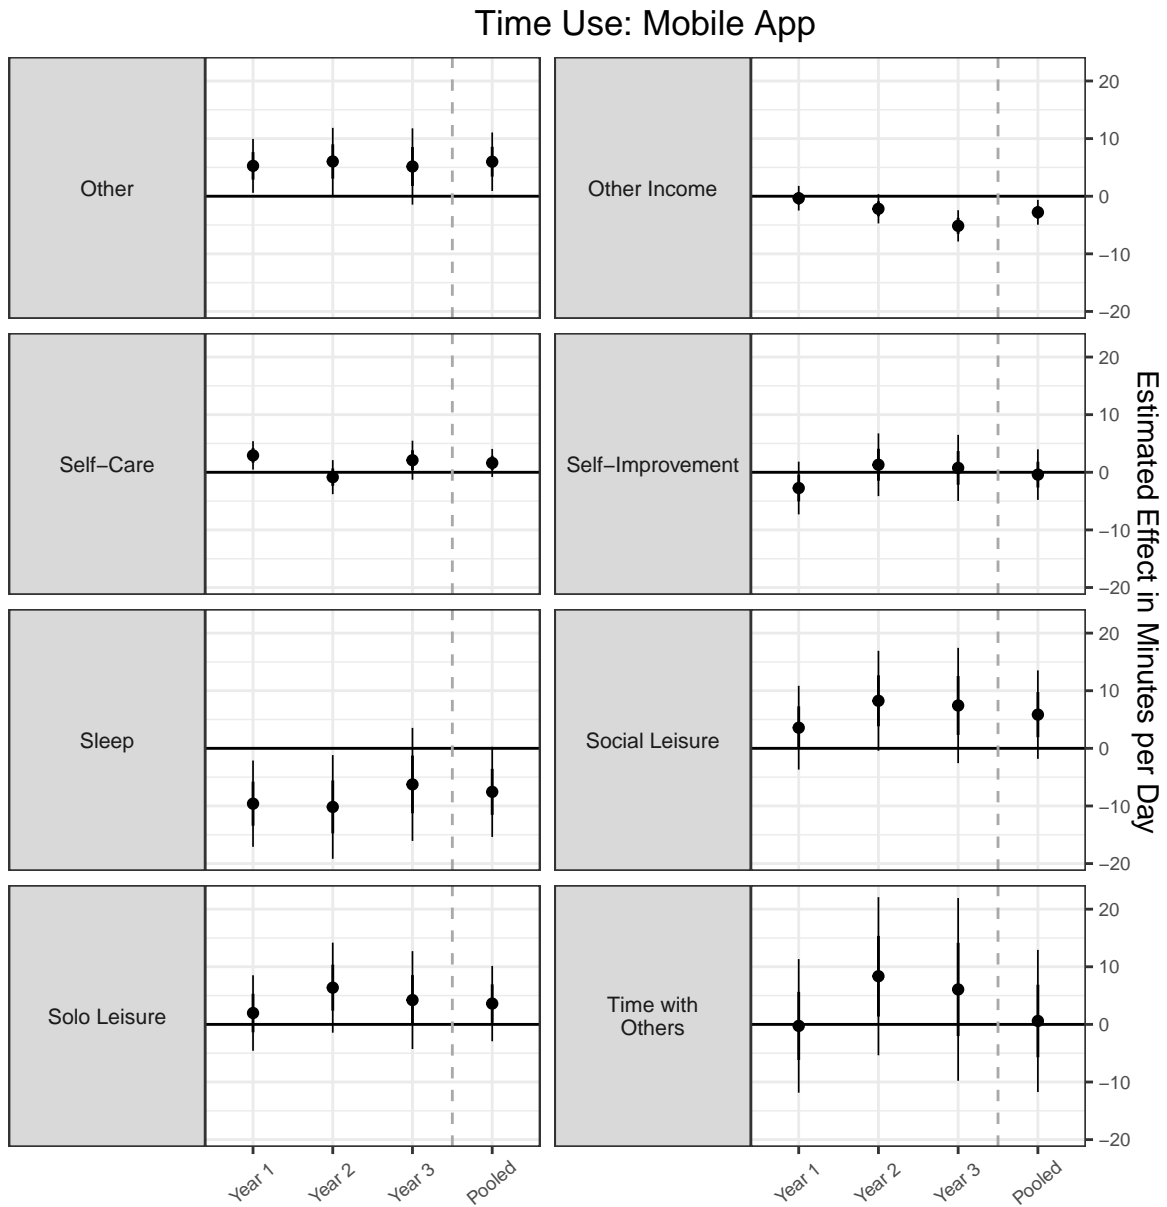 Time Use: Mobile App
Other
Other Income
20
10
0
−10
−20
Self−Care
Self−Improvement
20
10
0
−10
−20
Sleep
Social Leisure
20
10
0
−10
−20
Solo Leisure
Time with
Others
20
10
0
−10
−20
Estimated Effect in Minutes per Day
Year 1
Year 2
Year 3
Pooled
Year 1
Year 2
Year 3
Pooled